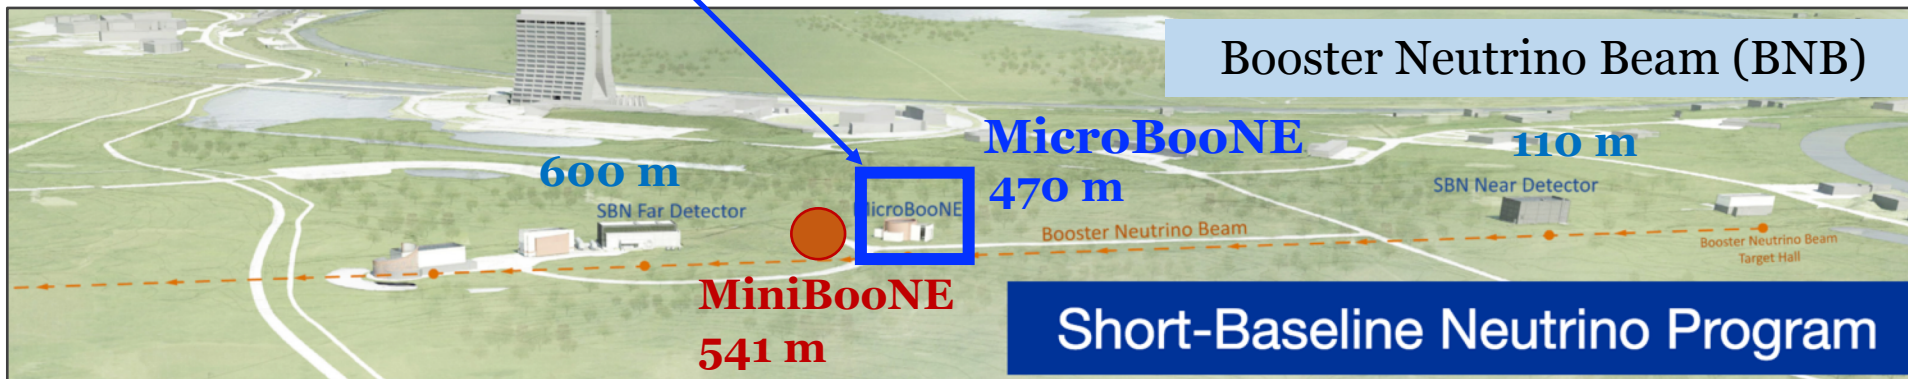 Booster Neutrino Beam (BNB)
MicroBooNE
470 m
110 m
600 m
SBN Near Detector
SBN Far Detector
MicroBooNE
Booster Neutrino Beam
Booster Neutrino Beam
Target Hall
MiniBooNE
541 m
Short-Baseline Neutrino Program